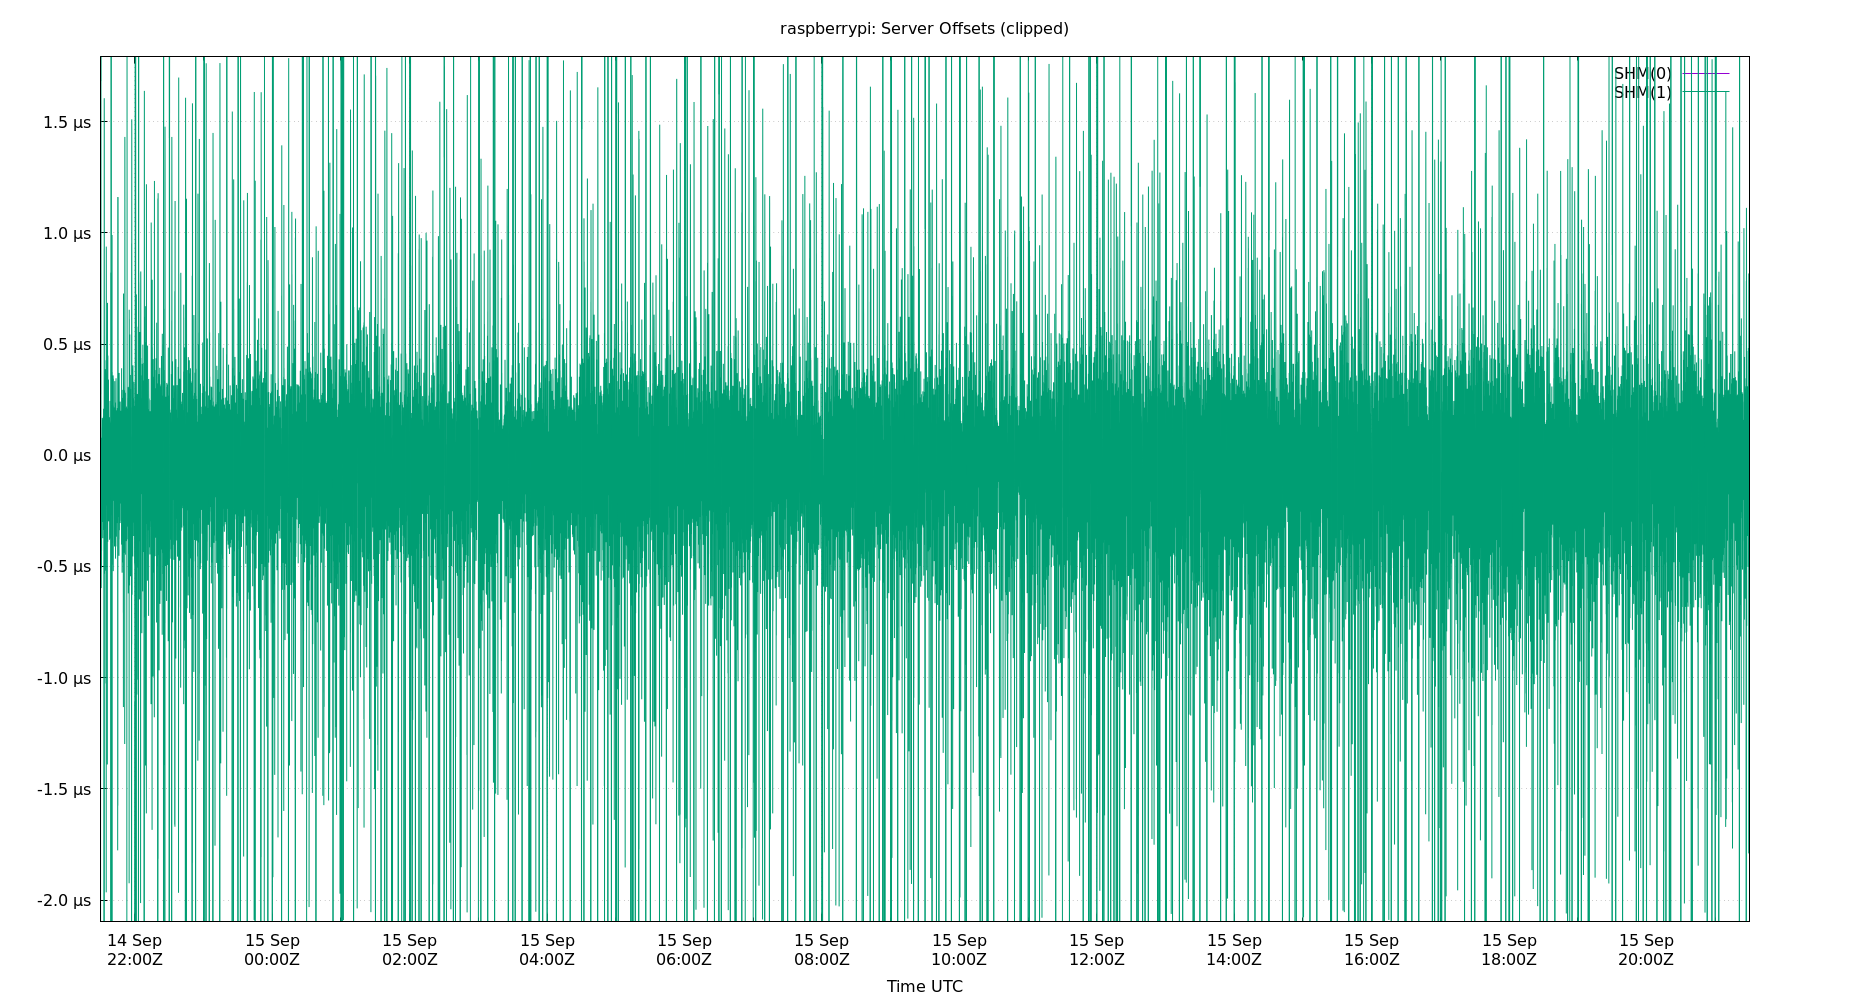 raspberrypi: Server Offsets (clipped)
SHM(0)
SHM(1)
1.5 µs
1.0 µs
0.5 µs
0.0 µs
-0.5 µs
-1.0 µs
-1.5 µs
-2.0 µs
14 Sep 15 Sep 15 Sep 15 Sep 15 Sep 15 Sep 15 Sep 15 Sep 15 Sep 15 Sep 15 Sep 15 Sep
22:00Z 00:00Z 02:00Z 04:00Z 06:00Z 08:00Z 10:00Z 12:00Z 14:00Z 16:00Z 18:00Z 20:00Z
Time UTC